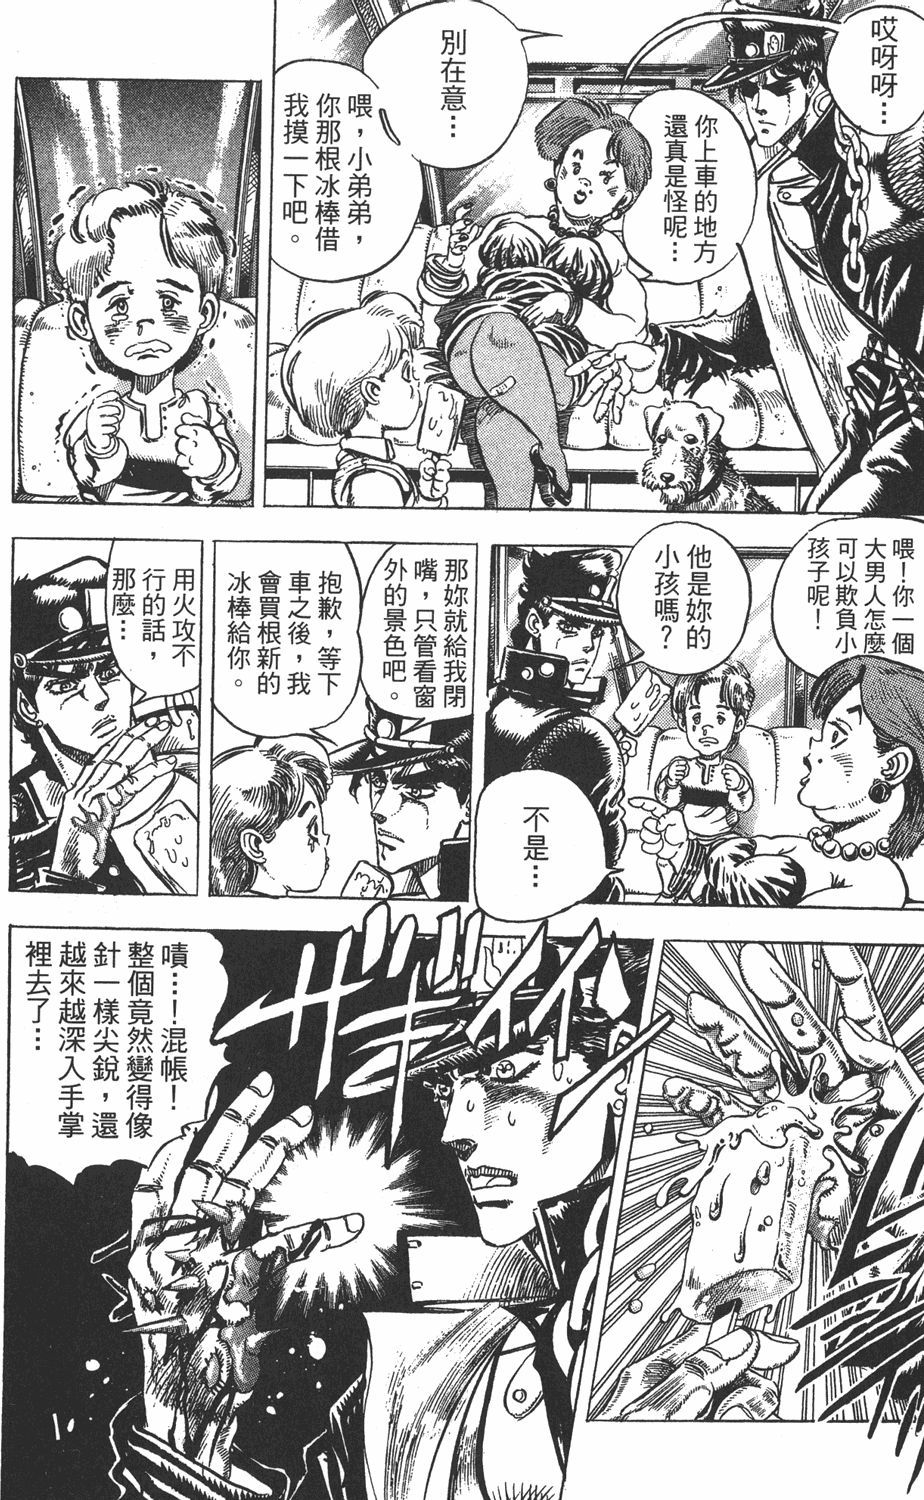 哎呀呀…
你上車的地方
還真是怪呢…
別在意…
喂，小弟弟，
你那根冰棒借
我摸一下吧。
喂！你一個
大男人怎麼
可以欺負小
孩子呢！
他是妳的
小孩嗎？
不是…
那妳就給我閉
嘴，只管看窗
外的景色吧。
抱歉，等下
車之後，我
會買根新的
冰棒給你
用火攻不
行的話，
那麼…
嘖…！混帳！
整個竟然變得像
針一樣尖銳，還
越來越深入手掌
裡去了…